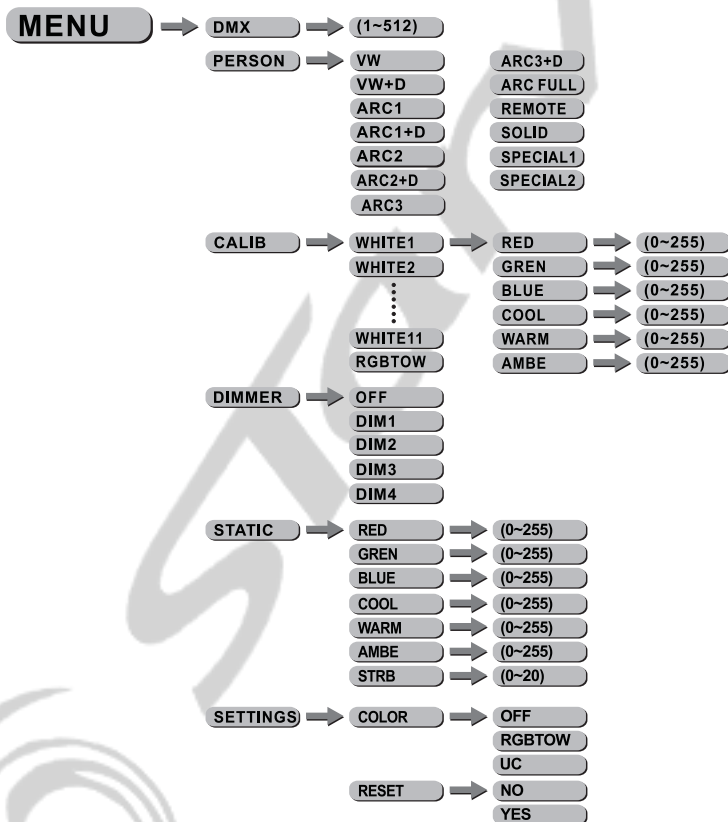 MENU DMX (1~512)
PERSON VW ARC3+D
VW+D ARC FULL
ARC1 REMOTE
ARC1+D SOLID
ARC2 SPECIAL1
ARC2+D SPECIAL2
ARC3
CALIB WHITE1 RED (0~255)
WHITE2 GREN (0~255)
BLUE (0~255)
COOL (0~255)
WHITE11 WARM (0~255)
RGBTOW AMBE (0~255)
DIMMER OFF
DIM1
DIM2
DIM3
DIM4
STATIC RED (0~255)
GREN (0~255)
BLUE (0~255)
COOL (0~255)
WARM (0~255)
AMBE (0~255)
STRB (0~20)
SETTINGS COLOR OFF
RGBTOW
UC
RESET NO
YES